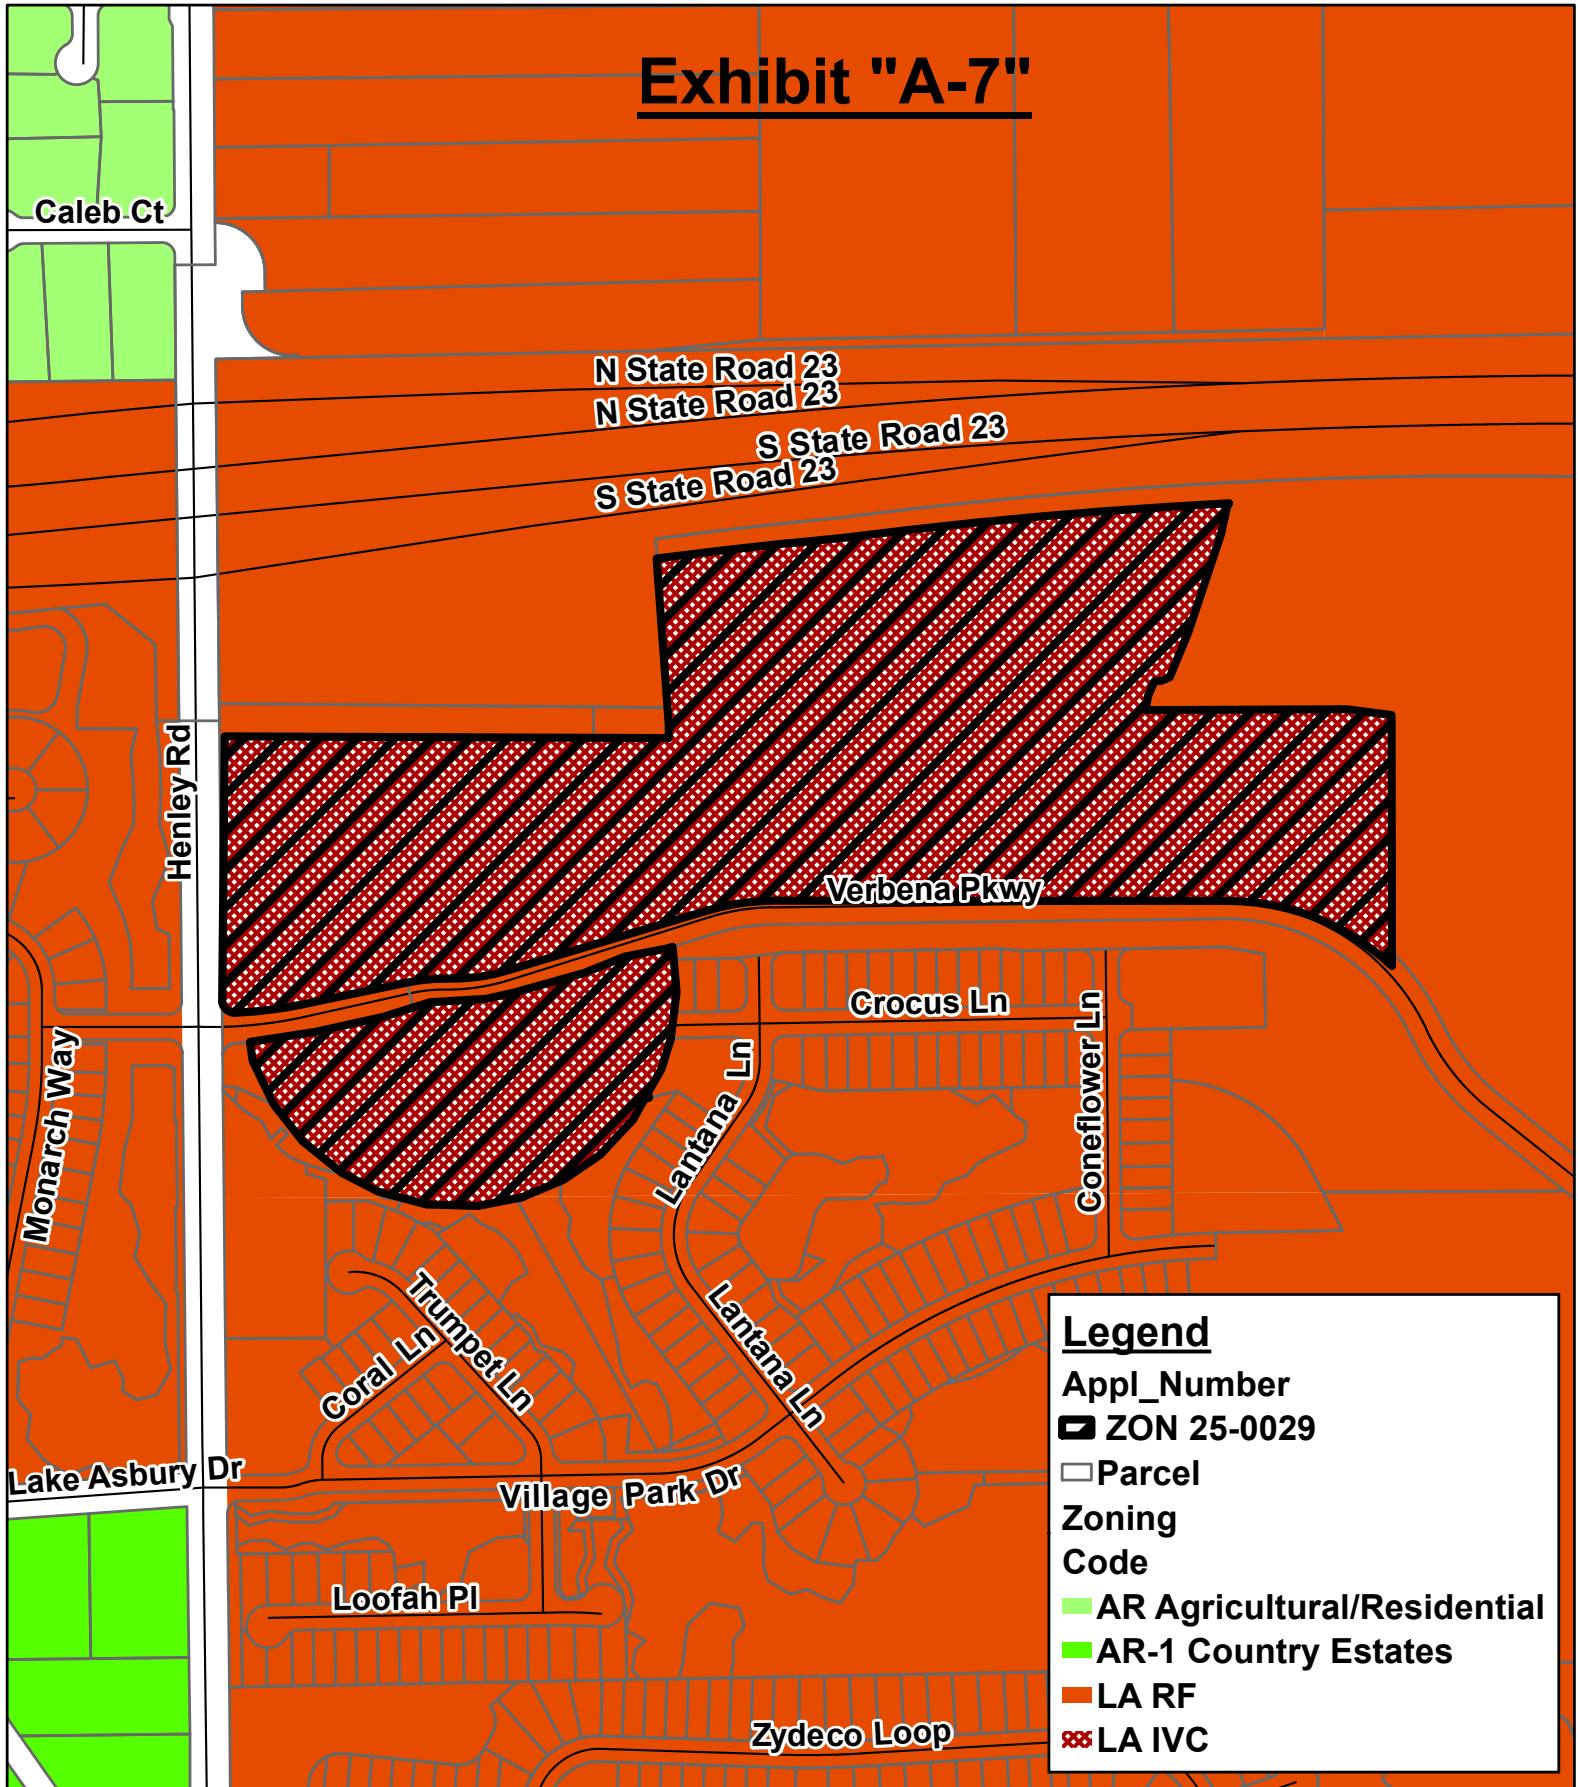 Exhibit "A-7"
Caleb Ct
N State Road 23
N State Road 23
S State Road 23
S State Road 23
Henley Rd
Verbena Pkwy
Crocus Ln
Coneflower Ln
Lantana Ln
Monarch Way
Trumpet Ln
Coral Ln
Lantana Ln
Lake Asbury Dr
Village Park Dr
Loofah Pl
Zydeco Loop
Legend
Appl_Number
ZON 25-0029
Parcel
Zoning
Code
AR Agricultural/Residential
AR-1 Country Estates
LA RF
LA IVC